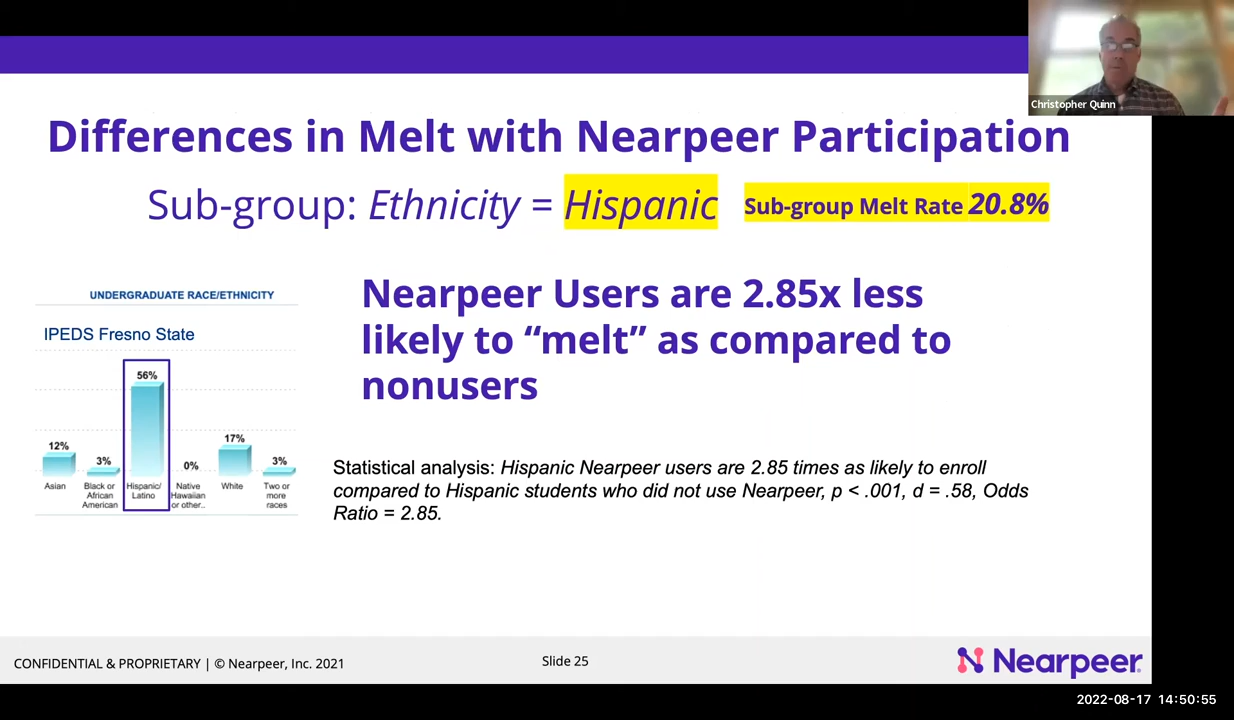 Christopher Quinn
Differences in Melt with Nearpeer Participation
Sub-group: Ethnicity = Hispanic
Sub-group Melt Rate 20.8%
UNDERGRADUATE RACE/ETHNICITY
IPEDS Fresno State
12%
3%
56%
0%
17%
3%
Asian
Black or
African
American
Hispanic/
Latino
Native
Hawaiian
or other..
White
Two or
more
races
Nearpeer Users are 2.85x less
likely to “melt” as compared to
nonusers
Statistical analysis: Hispanic Nearpeer users are 2.85 times as likely to enroll
compared to Hispanic students who did not use Nearpeer, p < .001, d = .58, Odds
Ratio = 2.85.
CONFIDENTIAL & PROPRIETARY | © Nearpeer, Inc. 2021
Slide 25
Nearpeer
2022-08-17 14:50:55